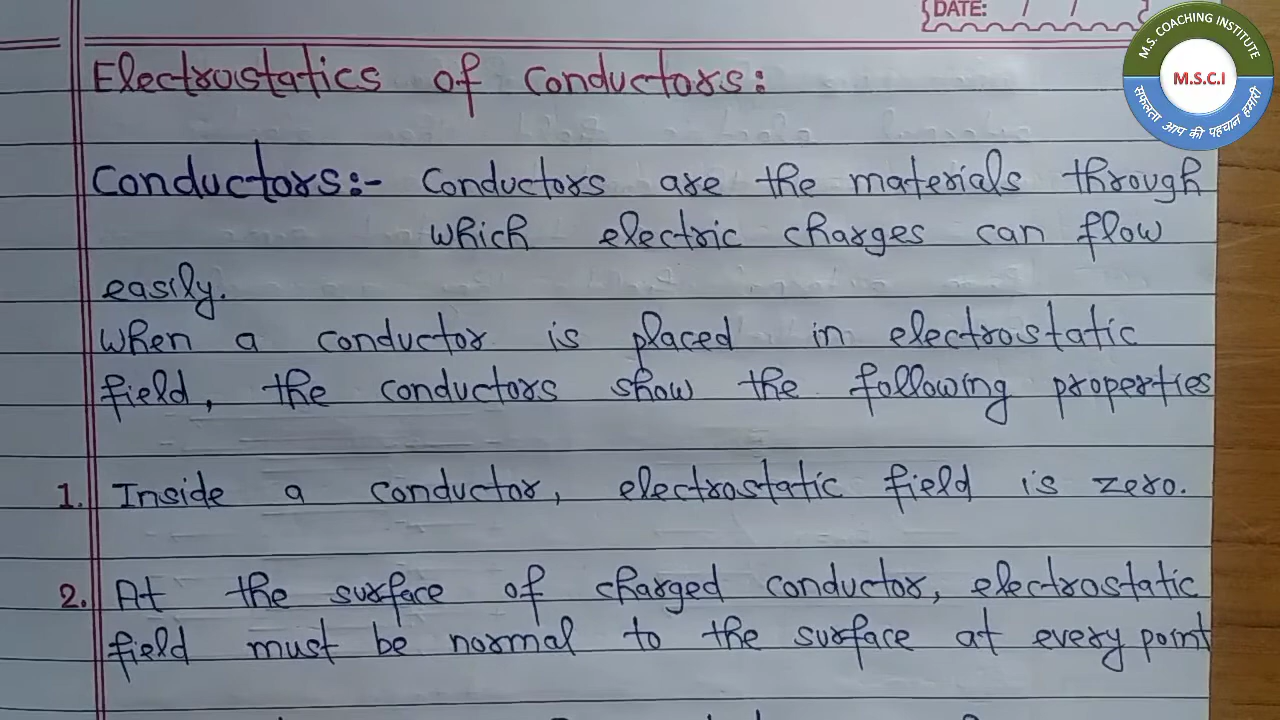 DATE: / /
M.S. COACHING INSTITUTE
M.S.C.I
सफलता आप की पहचान हमारी
Electrostatics of Conductors:
Conductors:- Conductors are the materials through
which electric charges can flow
easily.
When a conductor is placed in electrostatic
field, the conductors show the following properties
1. Inside a conductor, electrostatic field is zero.
2. At the surface of charged conductor, electrostatic
field must be normal to the surface at every point